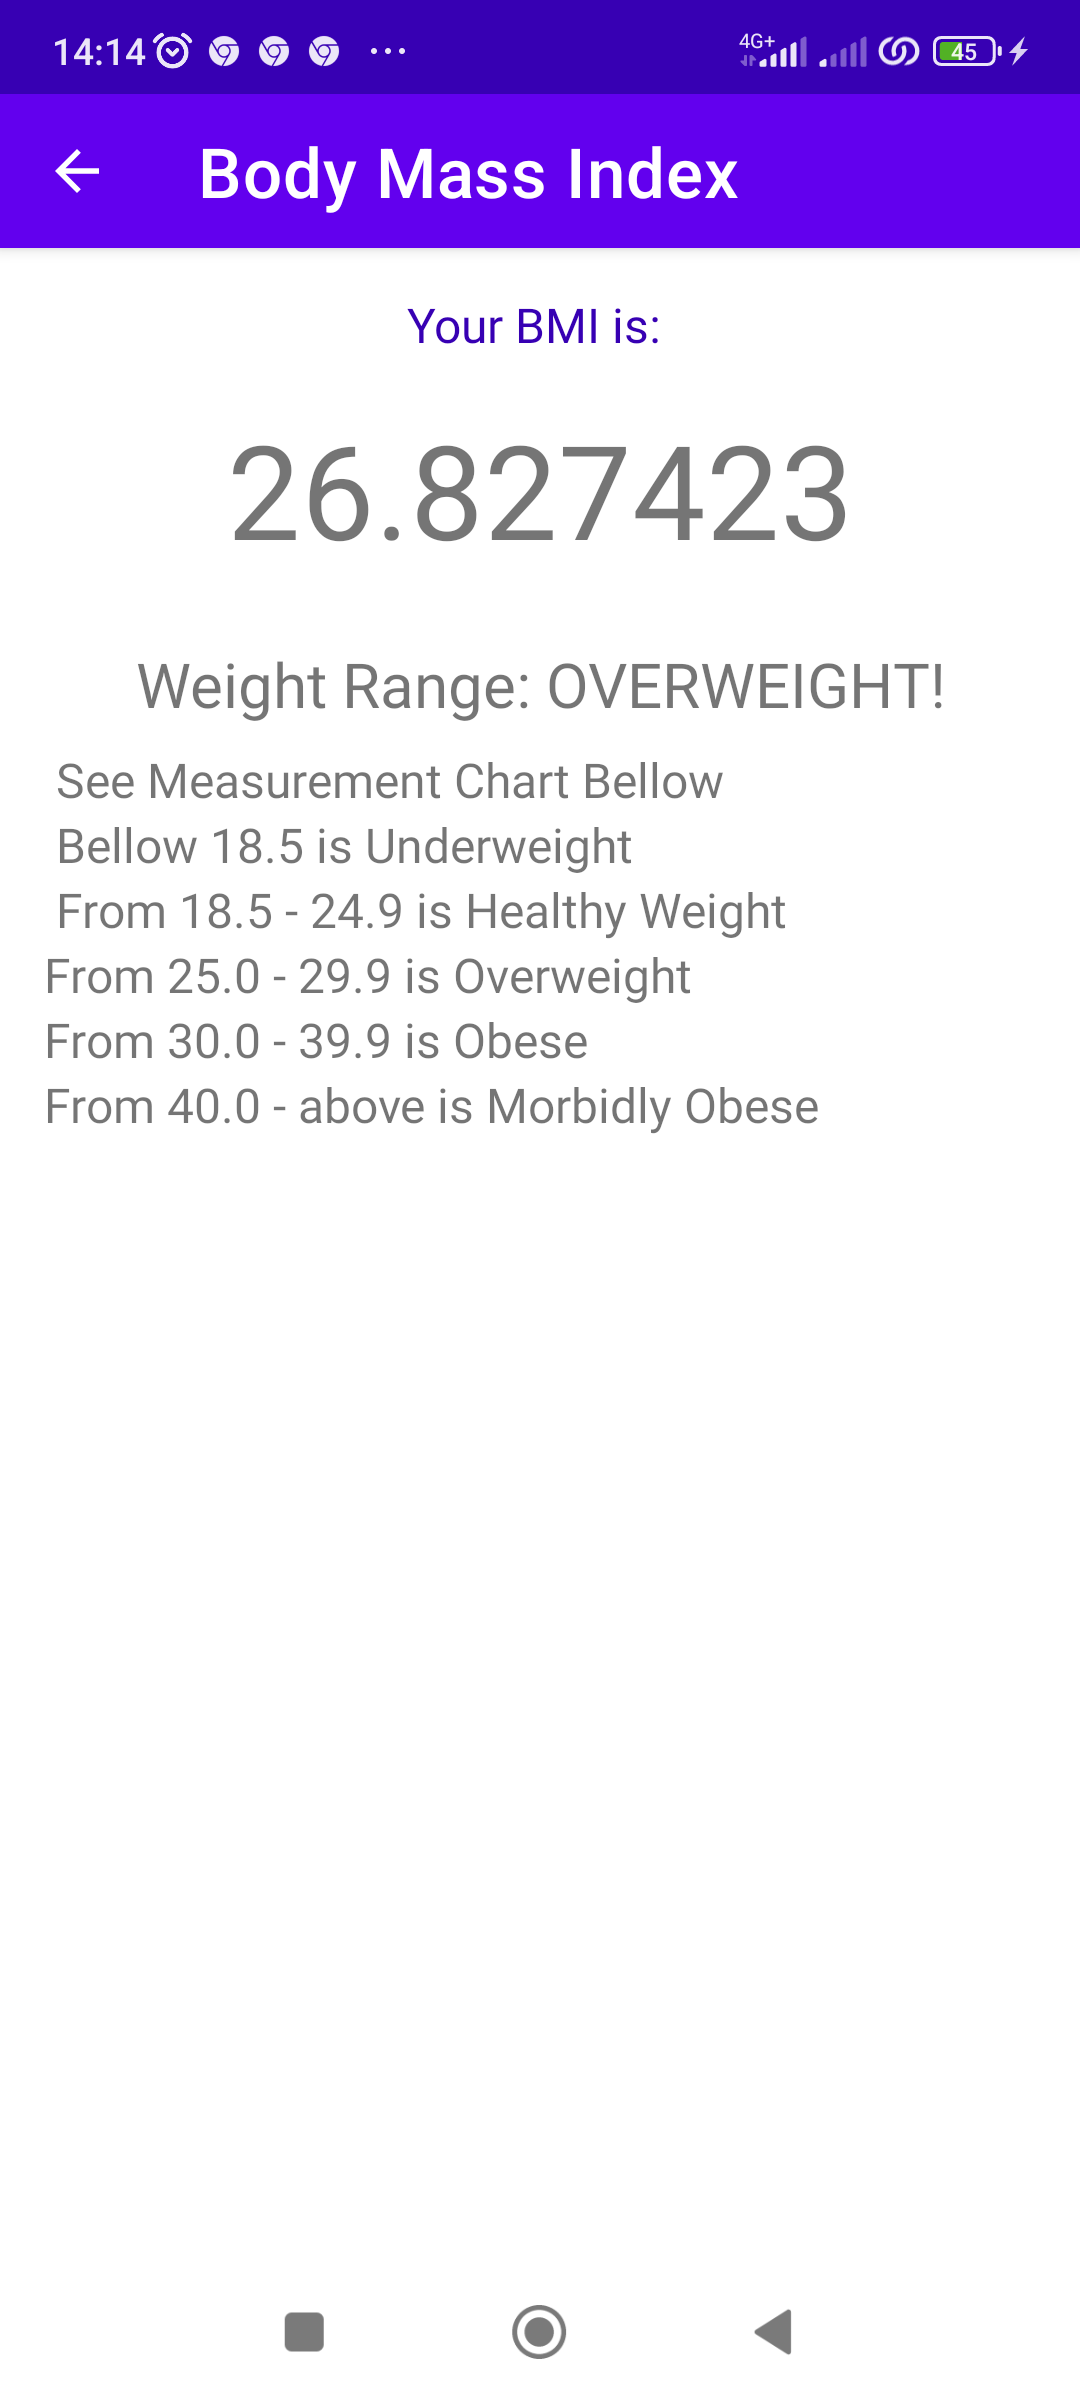 14:14 4G+ 45
Body Mass Index
Your BMI is:
26.827423
Weight Range: OVERWEIGHT!
See Measurement Chart Bellow
Bellow 18.5 is Underweight
From 18.5 - 24.9 is Healthy Weight
From 25.0 - 29.9 is Overweight
From 30.0 - 39.9 is Obese
From 40.0 - above is Morbidly Obese